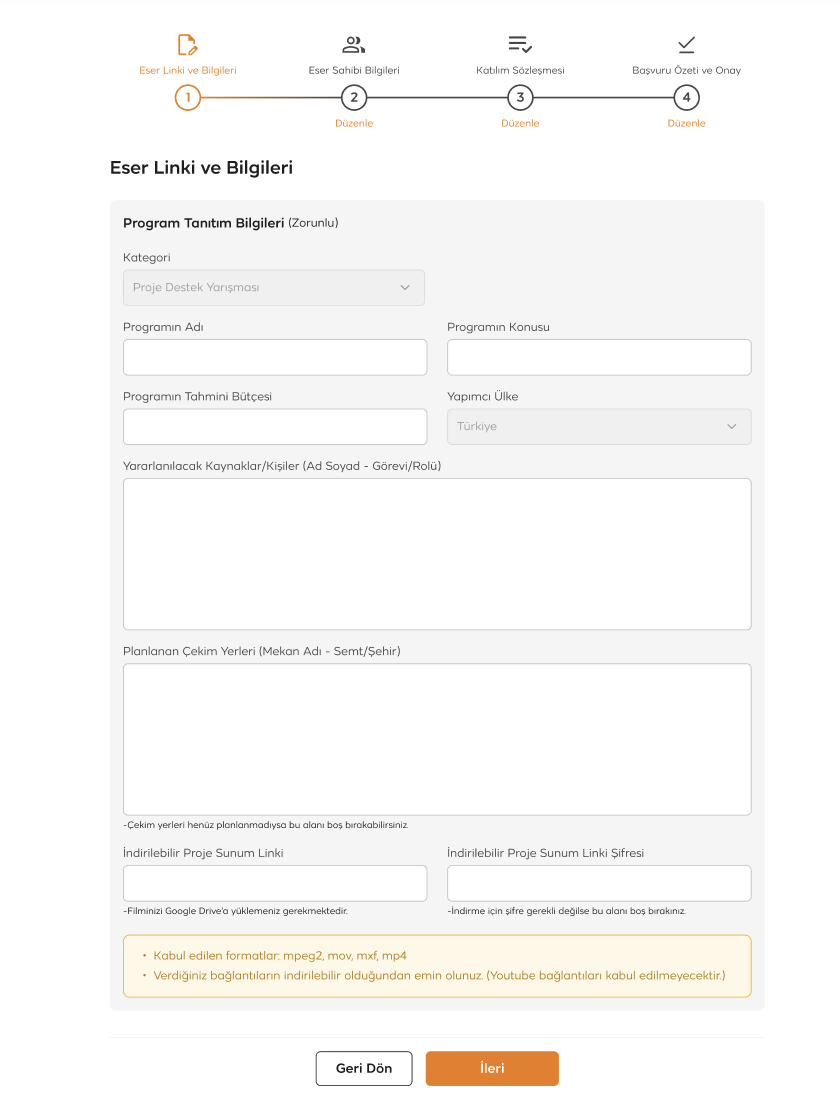 Eser Linki ve Bilgileri
Eser Sahibi Bilgileri
Katılım Sözleşmesi
Başvuru Özeti ve Onay
1
2
3
4
Düzenle
Düzenle
Düzenle
Eser Linki ve Bilgileri
Program Tanıtım Bilgileri (Zorunlu)
Kategori
Proje Destek Yarışması
Programın Adı
Programın Konusu
Programın Tahmini Bütçesi
Yapımcı Ülke
Türkiye
Yararlanılacak Kaynaklar/Kişiler (Ad Soyad - Görevi/Rolü)
Planlanan Çekim Yerleri (Mekan Adı - Semt/Şehir)
-Çekim yerleri henüz planlanmadıysa bu alanı boş bırakabilirsiniz.
İndirilebilir Proje Sunum Linki
İndirilebilir Proje Sunum Linki Şifresi
-Filminizi Google Drive'a yüklemeniz gerekmektedir.
-İndirme için şifre gerekli değilse bu alanı boş bırakınız.
• Kabul edilen formatlar: mpeg2, mov, mxf, mp4
• Verdiğiniz bağlantıların indirilebilir olduğundan emin olunuz. (Youtube bağlantıları kabul edilmeyecektir.)
Geri Dön
İleri